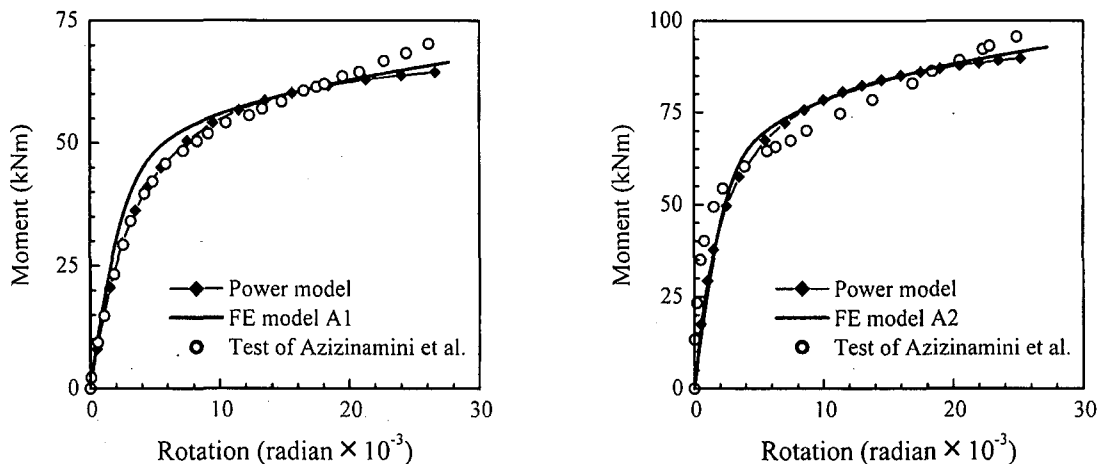 75
50
25
0
Moment (kNm)
Power model
FE model A1
Test of Azizinamini et al.
0 10 20 30
Rotation (radian × 10⁻³)
100
75
50
25
0
Moment (kNm)
Power model
FE model A2
Test of Azizinamini et al.
0 10 20 30
Rotation (radian × 10⁻³)